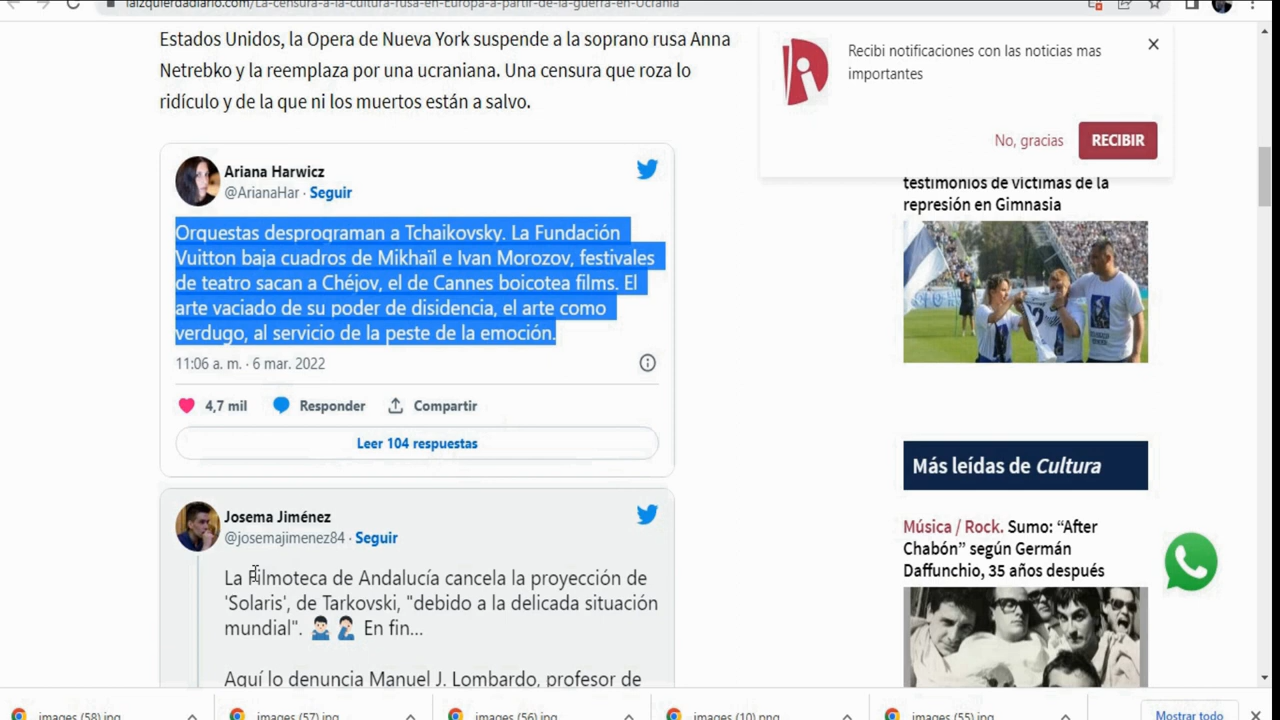 laizquierdadiario.com/La-censura-a-la-cultura-rusa-en-Europa-a-partir-de-la-guerra-en-Ucrania
Estados Unidos, la Opera de Nueva York suspende a la soprano rusa Anna
Netrebko y la reemplaza por una ucraniana. Una censura que roza lo
ridículo y de la que ni los muertos están a salvo.
Recibi notificaciones con las noticias mas
importantes
No, gracias
RECIBIR
Ariana Harwicz
@ArianaHar · Seguir
Orquestas desprograman a Tchaikovsky. La Fundación
Vuitton baja cuadros de Mikhaïl e Ivan Morozov, festivales
de teatro sacan a Chéjov, el de Cannes boicotea films. El
arte vaciado de su poder de disidencia, el arte como
verdugo, al servicio de la peste de la emoción.
11:06 a. m. · 6 mar. 2022
4,7 mil
Responder
Compartir
Leer 104 respuestas
Josema Jiménez
@josemajimenez84 · Seguir
La Filmoteca de Andalucía cancela la proyección de
'Solaris', de Tarkovski, "debido a la delicada situación
mundial". En fin...
Aquí lo denuncia Manuel J. Lombardo, profesor de
testimonios de víctimas de la
represión en Gimnasia
Más leídas de Cultura
Música / Rock. Sumo: “After
Chabón” según Germán
Daffunchio, 35 años después
images (58).jpg
images (57).jpg
images (56).jpg
images (10).png
images (55).jpg
Mostrar todo